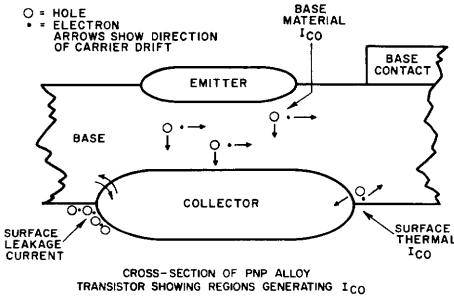 ○ = HOLE
• = ELECTRON
ARROWS SHOW DIRECTION
OF CARRIER DRIFT
BASE
MATERIAL
ICO
BASE
CONTACT
EMITTER
BASE
COLLECTOR
SURFACE
LEAKAGE
CURRENT
SURFACE
THERMAL
ICO
CROSS-SECTION OF PNP ALLOY
TRANSISTOR SHOWING REGIONS GENERATING ICO